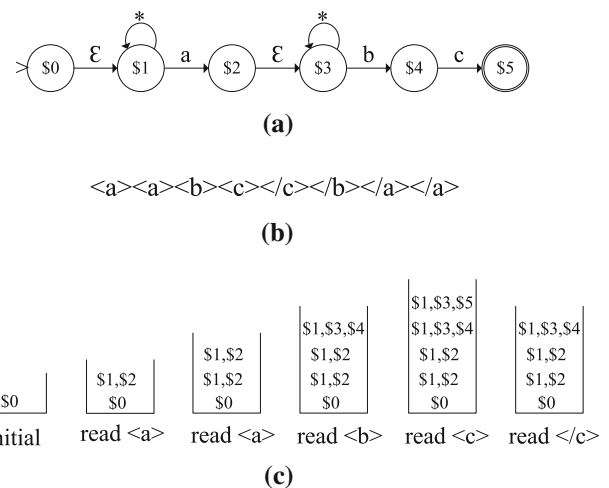 * *
> $0 ε $1 a $2 ε $3 b $4 c $5
(a)
<a><a><b><c></c></b></a></a>
(b)
$1,$3,$5
$1,$3,$4 $1,$3,$4 $1,$3,$4
$1,$2 $1,$2 $1,$2 $1,$2
$1,$2 $1,$2 $1,$2 $1,$2 $1,$2
$0 $0 $0 $0 $0 $0
nitial read <a> read <a> read <b> read <c> read </c>
(c)